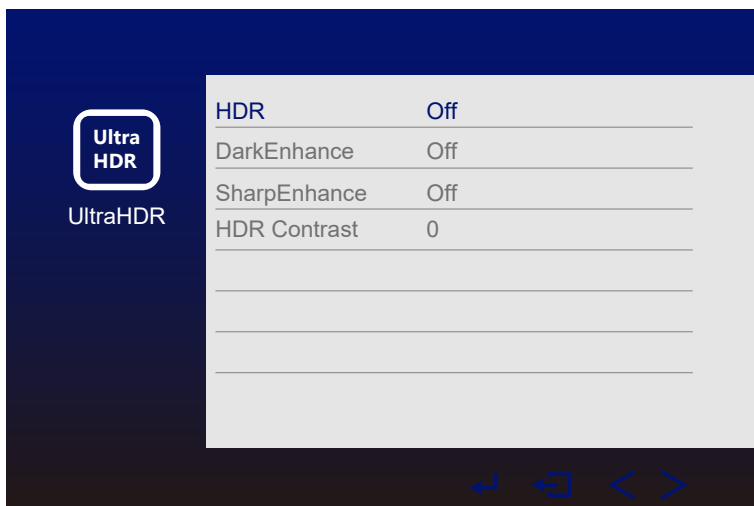 Ultra
HDR
UltraHDR
HDR Off
DarkEnhance Off
SharpEnhance Off
HDR Contrast 0